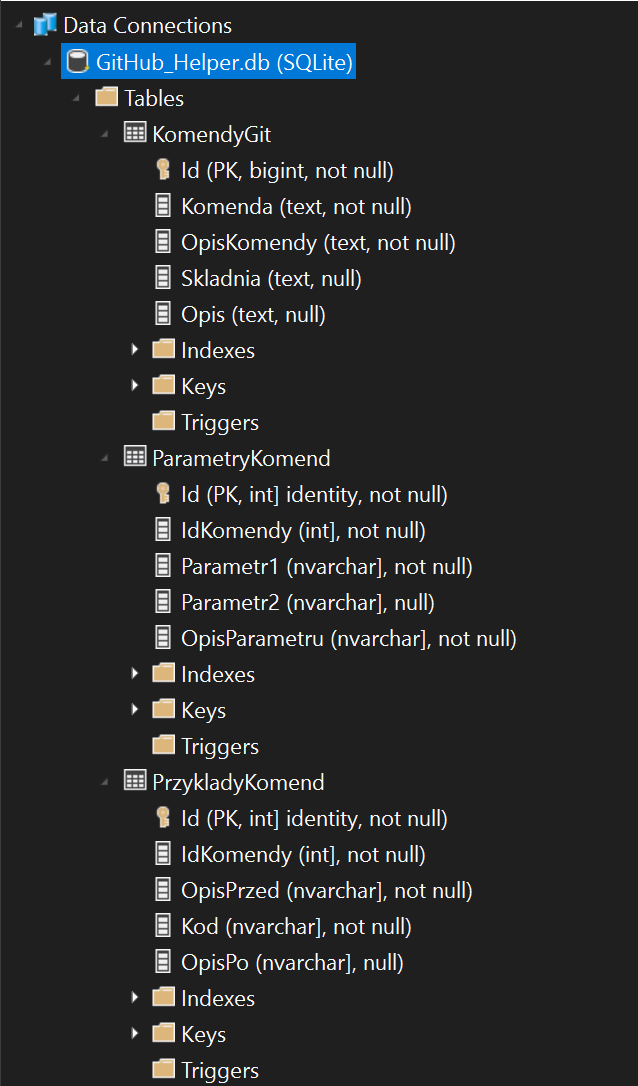 Data Connections
GitHub_Helper.db (SQLite)
Tables
KomendyGit
Id (PK, bigint, not null)
Komenda (text, not null)
OpisKomendy (text, not null)
Skladnia (text, null)
Opis (text, null)
Indexes
Keys
Triggers
ParametryKomend
Id (PK, int] identity, not null)
IdKomendy (int], not null)
Parametr1 (nvarchar], not null)
Parametr2 (nvarchar], null)
OpisParametru (nvarchar], not null)
Indexes
Keys
Triggers
PrzykladyKomend
Id (PK, int] identity, not null)
IdKomendy (int], not null)
OpisPrzed (nvarchar], not null)
Kod (nvarchar], not null)
OpisPo (nvarchar], null)
Indexes
Keys
Triggers